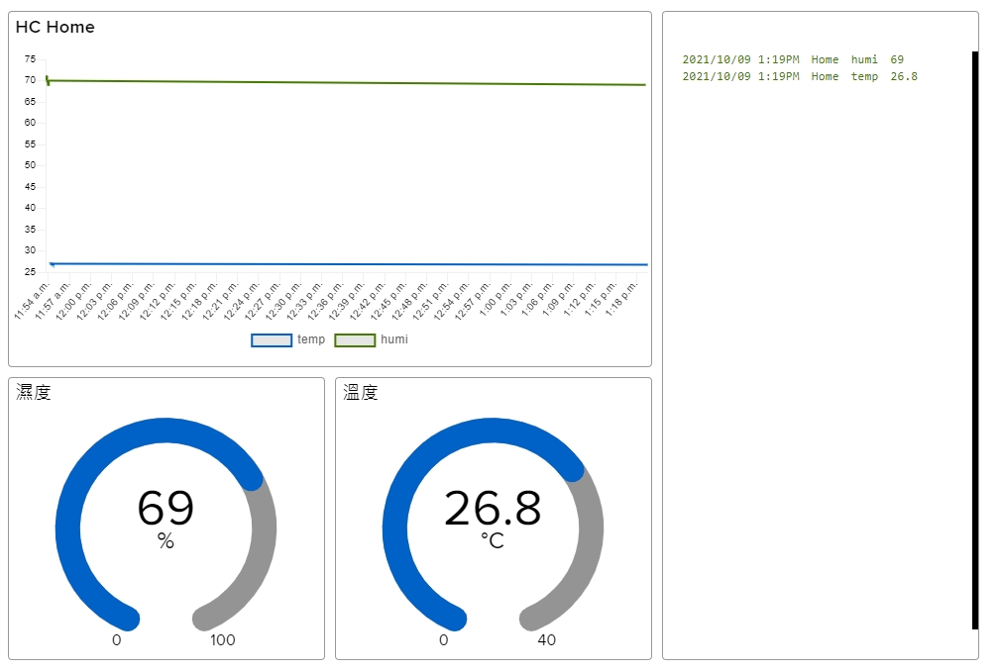 HC Home
75
70
65
60
55
50
45
40
35
30
25
11:54 a.m.
11:57 a.m.
12:00 p.m.
12:03 p.m.
12:06 p.m.
12:09 p.m.
12:12 p.m.
12:15 p.m.
12:18 p.m.
12:21 p.m.
12:24 p.m.
12:27 p.m.
12:30 p.m.
12:33 p.m.
12:36 p.m.
12:39 p.m.
12:42 p.m.
12:45 p.m.
12:48 p.m.
12:51 p.m.
12:54 p.m.
12:57 p.m.
1:00 p.m.
1:03 p.m.
1:06 p.m.
1:09 p.m.
1:12 p.m.
1:15 p.m.
1:18 p.m.
temp humi
2021/10/09 1:19PM Home humi 69
2021/10/09 1:19PM Home temp 26.8
濕度
69
%
0 100
溫度
26.8
°C
0 40